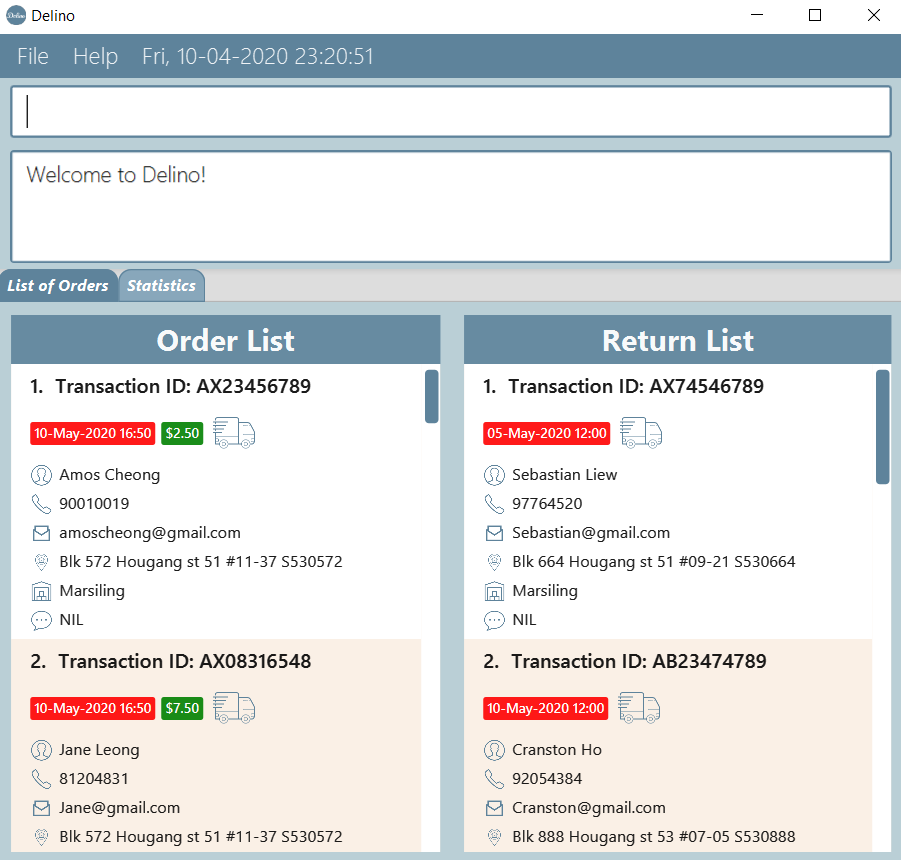 Delino
File Help Fri, 10-04-2020 23:20:51
Welcome to Delino!
List of Orders Statistics
Order List
1. Transaction ID: AX23456789
10-May-2020 16:50 $2.50
Amos Cheong
90010019
amoscheong@gmail.com
Blk 572 Hougang st 51 #11-37 S530572
Marsiling
NIL
2. Transaction ID: AX08316548
10-May-2020 16:50 $7.50
Jane Leong
81204831
Jane@gmail.com
Blk 572 Hougang st 51 #11-37 S530572
Return List
1. Transaction ID: AX74546789
05-May-2020 12:00
Sebastian Liew
97764520
Sebastian@gmail.com
Blk 664 Hougang st 51 #09-21 S530664
Marsiling
NIL
2. Transaction ID: AB23474789
10-May-2020 12:00
Cranston Ho
92054384
Cranston@gmail.com
Blk 888 Hougang st 53 #07-05 S530888